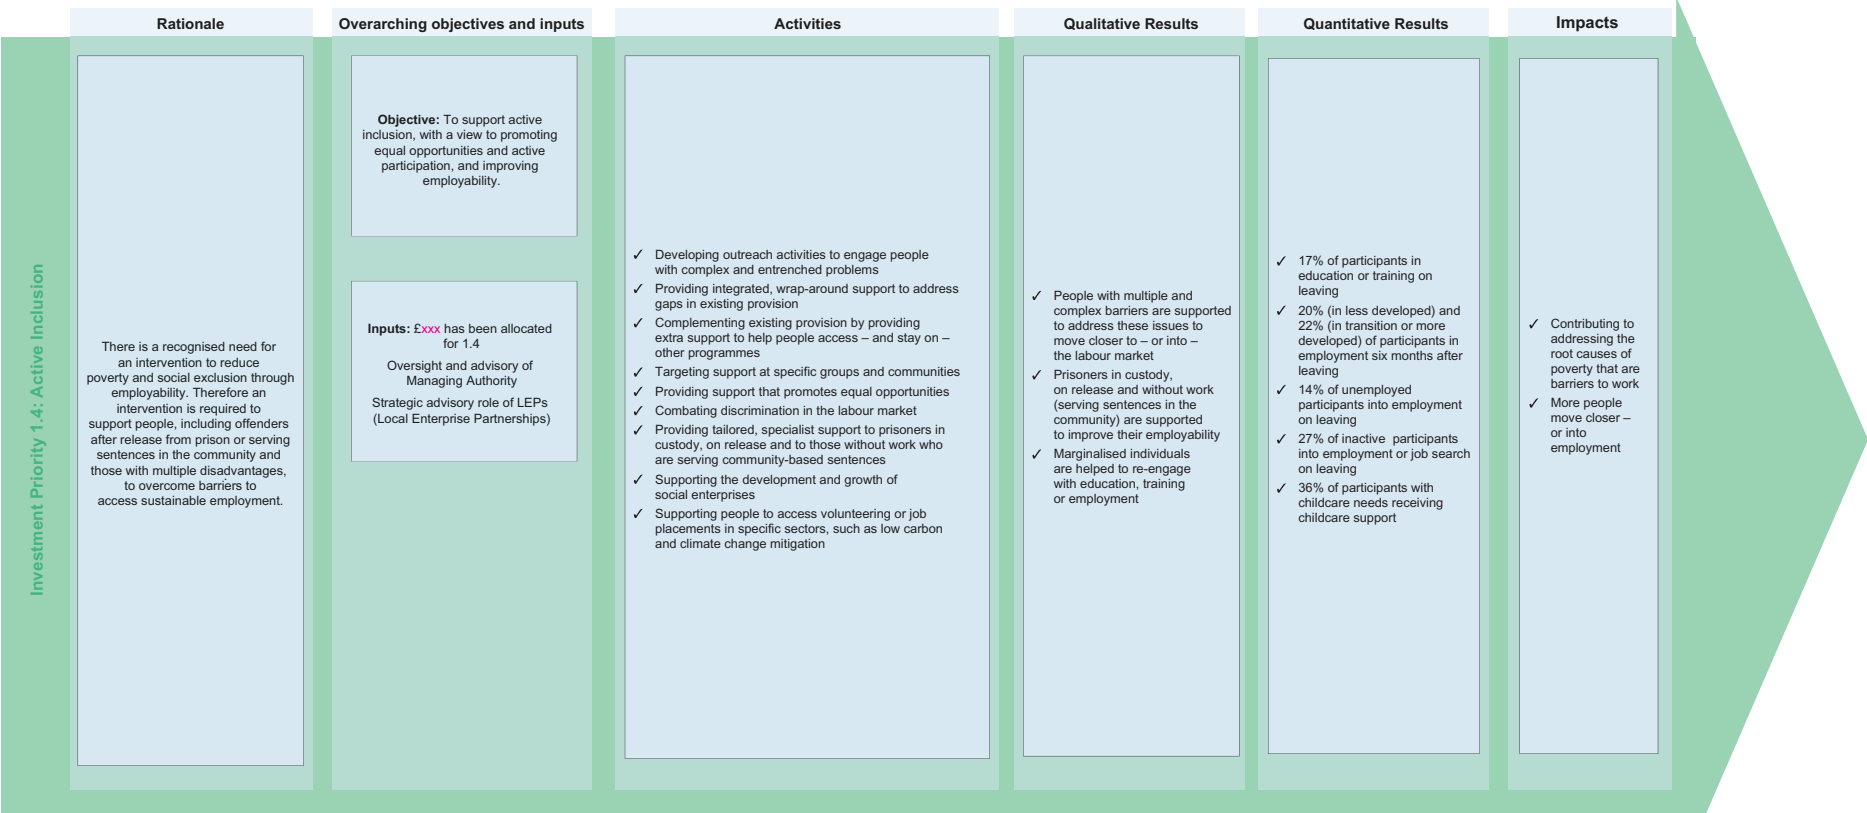 Rationale
Overarching objectives and inputs
Activities
Qualitative Results
Quantitative Results
Impacts
Investment Priority 1.4: Active Inclusion
There is a recognised need for
an intervention to reduce
poverty and social exclusion through
employability. Therefore an
intervention is required to
support people, including offenders
after release from prison or serving
sentences in the community and
those with multiple disadvantages,
to overcome barriers to
access sustainable employment.
Objective: To support active
inclusion, with a view to promoting
equal opportunities and active
participation, and improving
employability.
Inputs: £xxx has been allocated
for 1.4
Oversight and advisory of
Managing Authority
Strategic advisory role of LEPs
(Local Enterprise Partnerships)
✓ Developing outreach activities to engage people
with complex and entrenched problems
✓ Providing integrated, wrap-around support to address
gaps in existing provision
✓ Complementing existing provision by providing
extra support to help people access – and stay on –
other programmes
✓ Targeting support at specific groups and communities
✓ Providing support that promotes equal opportunities
✓ Combating discrimination in the labour market
✓ Providing tailored, specialist support to prisoners in
custody, on release and to those without work who
are serving community-based sentences
✓ Supporting the development and growth of
social enterprises
✓ Supporting people to access volunteering or job
placements in specific sectors, such as low carbon
and climate change mitigation
✓ People with multiple and
complex barriers are supported
to address these issues to
move closer to – or into –
the labour market
✓ Prisoners in custody,
on release and without work
(serving sentences in the
community) are supported
to improve their employability
✓ Marginalised individuals
are helped to re-engage
with education, training
or employment
✓ 17% of participants in
education or training on
leaving
✓ 20% (in less developed) and
22% (in transition or more
developed) of participants in
employment six months after
leaving
✓ 14% of unemployed
participants into employment
on leaving
✓ 27% of inactive participants
into employment or job search
on leaving
✓ 36% of participants with
childcare needs receiving
childcare support
✓ Contributing to
addressing the
root causes of
poverty that are
barriers to work
✓ More people
move closer –
or into
employment